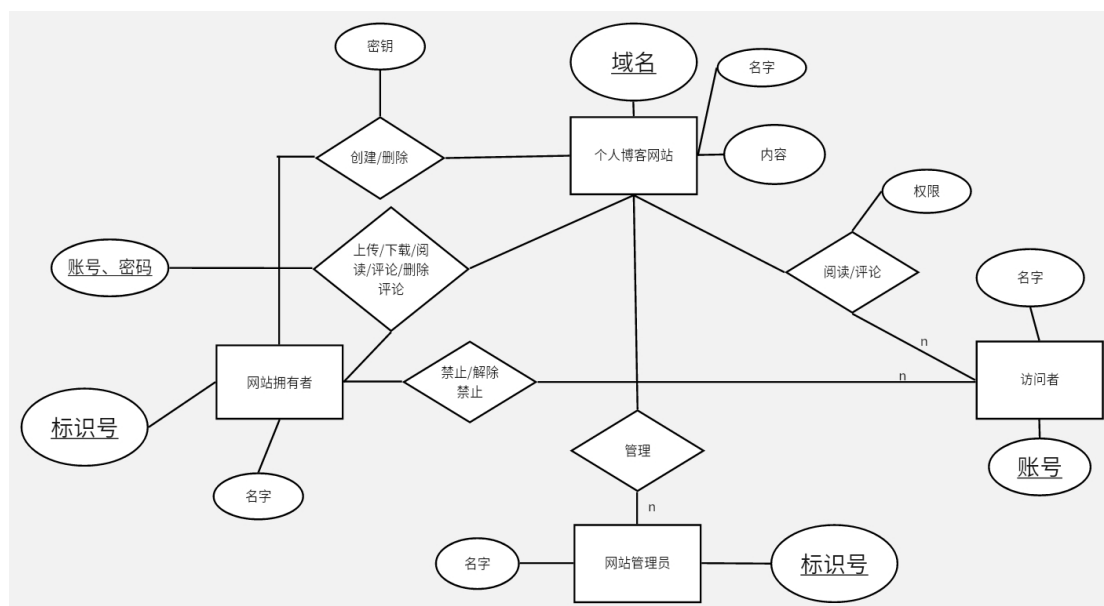 密钥
域名
名字
创建/删除
个人博客网站
内容
权限
上传/下载/阅
读/评论/删除
评论
账号、密码
阅读/评论
名字
n
网站拥有者
禁止/解除
禁止
n
访问者
标识号
管理
账号
名字
n
名字
网站管理员
标识号